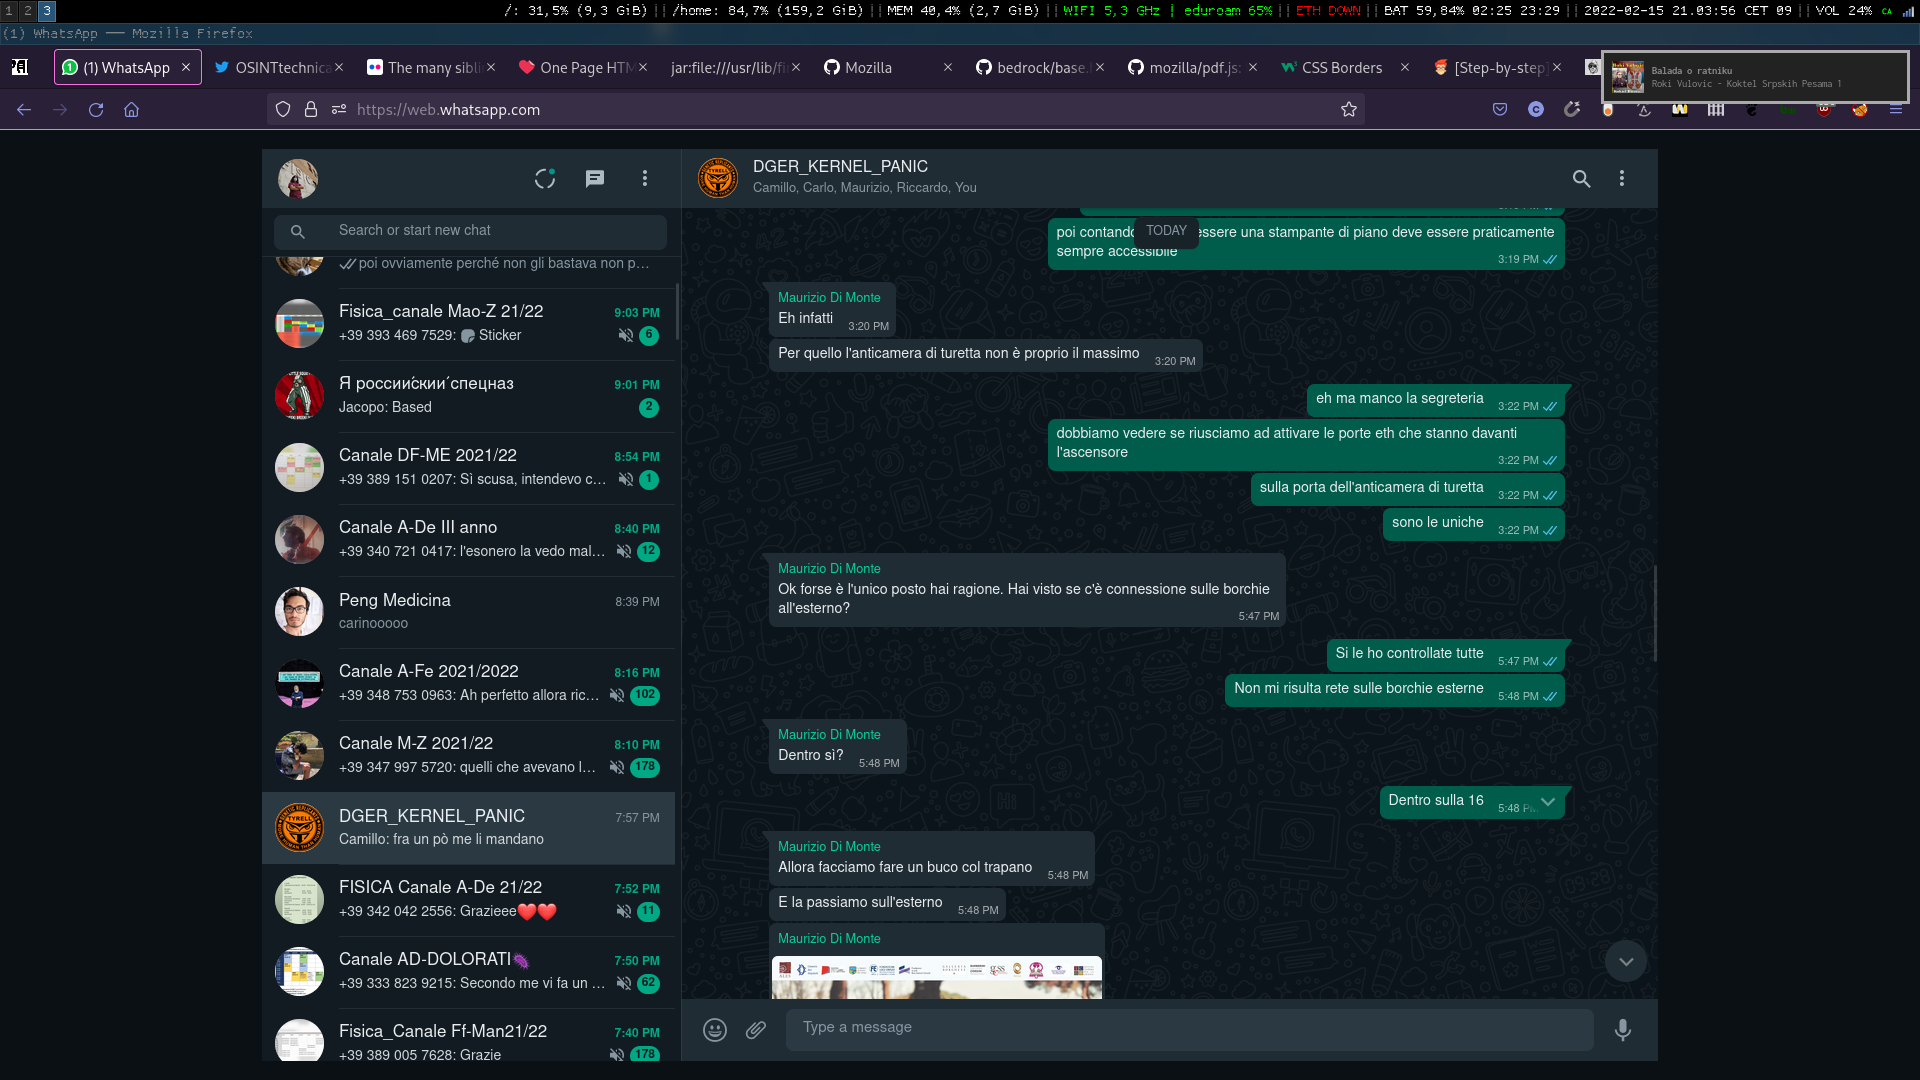 1 2 3
/: 31,5% (9,3 GiB) || /home: 84,7% (159,2 GiB) || MEM 40,4% (2,7 GiB) || WIFI 5,3 GHz | eduroam 65% || ETH DOWN || BAT 59,84% 02:25 23:29 || 2022-02-15 21.03:56 CET 09 || VOL 24% CA
(1) WhatsApp — Mozilla Firefox
(1) WhatsApp
OSINTtechnica
The many sibli
One Page HTM
jar:file:///usr/lib/fi
Mozilla
bedrock/base.
mozilla/pdf.js:
CSS Borders
[Step-by-step]
Balada o ratniku
Roki Vulovic - Koktel Srpskih Pesama 1
https://web.whatsapp.com
Search or start new chat
poi ovviamente perché non gli bastava non p…
Fisica_canale Mao-Z 21/22
9:03 PM
+39 393 469 7529: Sticker
6
9:01 PM
Jacopo: Based
2
Canale DF-ME 2021/22
8:54 PM
+39 389 151 0207: Sì scusa, intendevo c…
1
Canale A-De III anno
8:40 PM
+39 340 721 0417: l'esonero la vedo mal…
12
Peng Medicina
8:39 PM
carinooooo
Canale A-Fe 2021/2022
8:16 PM
+39 348 753 0963: Ah perfetto allora ric…
102
Canale M-Z 2021/22
8:10 PM
+39 347 997 5720: quelli che avevano l…
178
DGER_KERNEL_PANIC
7:57 PM
Camillo: fra un pò me li mandano
FISICA Canale A-De 21/22
7:52 PM
+39 342 042 2556: Grazieee❤️❤️
11
Canale AD-DOLORATI🦠
7:50 PM
+39 333 823 9215: Secondo me vi fa un …
62
Fisica_Canale Ff-Man21/22
7:40 PM
+39 389 005 7628: Grazie
178
DGER_KERNEL_PANIC
Camillo, Carlo, Maurizio, Riccardo, You
TODAY
poi contando essere una stampante di piano deve essere praticamente
sempre accessibile
3:19 PM
Maurizio Di Monte
Eh infatti
3:20 PM
Per quello l'anticamera di turetta non è proprio il massimo
3:20 PM
eh ma manco la segreteria
3:22 PM
dobbiamo vedere se riusciamo ad attivare le porte eth che stanno davanti
l'ascensore
3:22 PM
sulla porta dell'anticamera di turetta
3:22 PM
sono le uniche
3:22 PM
Maurizio Di Monte
Ok forse è l'unico posto hai ragione. Hai visto se c'è connessione sulle borchie
all'esterno?
5:47 PM
Si le ho controllate tutte
5:47 PM
Non mi risulta rete sulle borchie esterne
5:48 PM
Maurizio Di Monte
Dentro sì?
5:48 PM
Dentro sulla 16
5:48 PM
Maurizio Di Monte
Allora facciamo fare un buco col trapano
5:48 PM
E la passiamo sull'esterno
5:48 PM
Maurizio Di Monte
Type a message